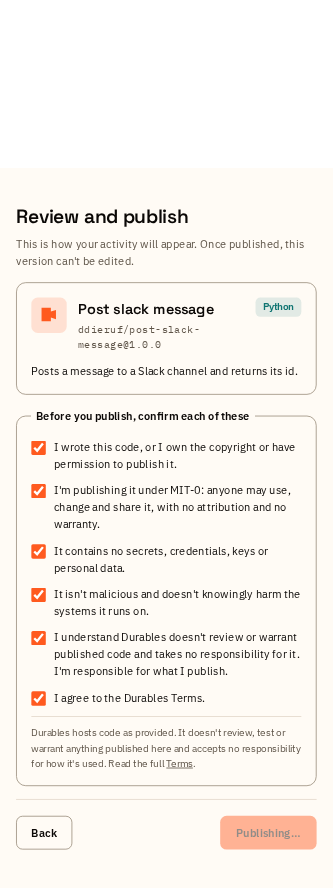 Review and publish
This is how your activity will appear. Once published, this
version can't be edited.
Post slack message
Python
ddieruf/post-slack-
message@1.0.0
Posts a message to a Slack channel and returns its id.
Before you publish, confirm each of these
I wrote this code, or I own the copyright or have
permission to publish it.
I'm publishing it under MIT-0: anyone may use,
change and share it, with no attribution and no
warranty.
It contains no secrets, credentials, keys or
personal data.
It isn't malicious and doesn't knowingly harm the
systems it runs on.
I understand Durables doesn't review or warrant
published code and takes no responsibility for it.
I'm responsible for what I publish.
I agree to the Durables Terms.
Durables hosts code as provided. It doesn't review, test or
warrant anything published here and accepts no responsibility
for how it's used. Read the full Terms.
Back
Publishing...